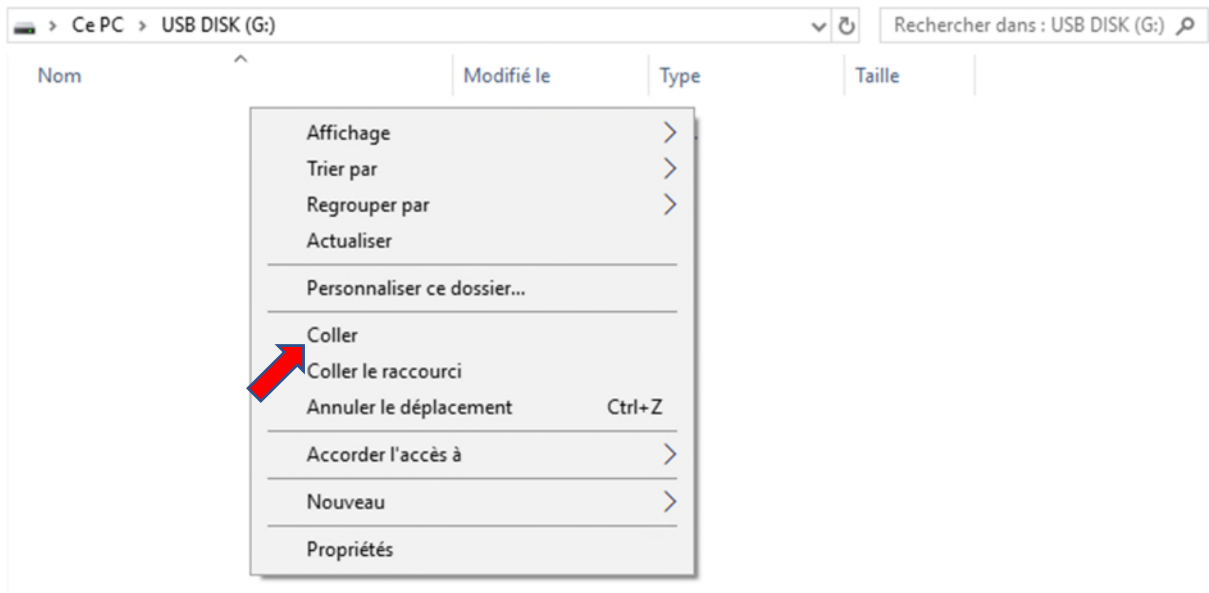 Ce PC > USB DISK (G:) Rechercher dans : USB DISK (G:)
Nom Modifié le Type Taille
Affichage
Trier par
Regrouper par
Actualiser
Personnaliser ce dossier...
Coller
Coller le raccourci
Annuler le déplacement Ctrl+Z
Accorder l'accès à
Nouveau
Propriétés